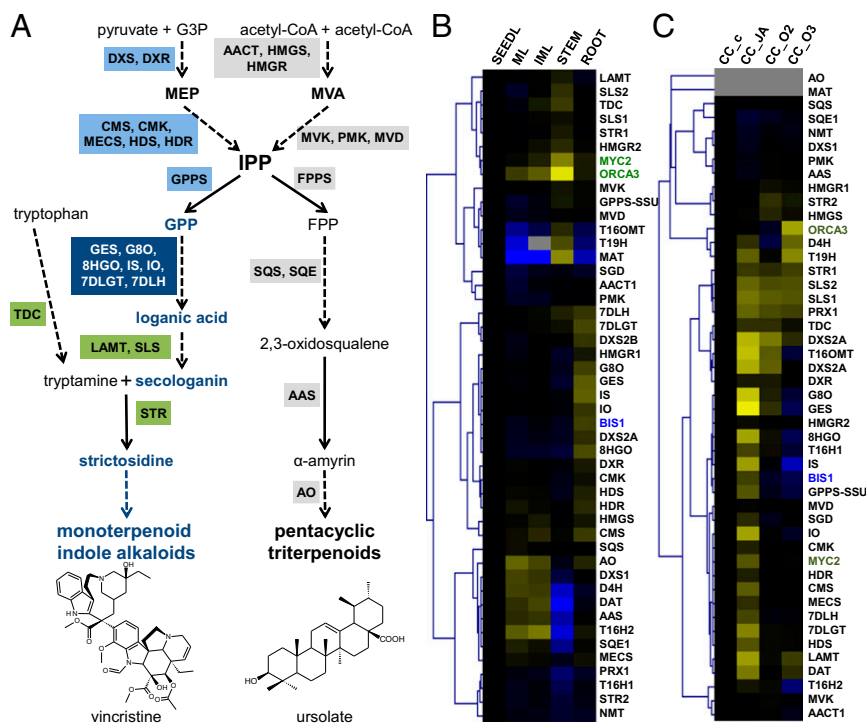 A
pyruvate + G3P
acetyl-CoA + acetyl-CoA
DXS, DXR
AACT, HMGS,
HMGR
MEP
MVA
CMS, CMK,
MECS, HDS, HDR
MVK, PMK, MVD
IPP
GPPS
FPPS
tryptophan
GPP
FPP
GES, G8O,
8HGO, IS, IO,
7DLGT, 7DLH
SQS, SQE
TDC
loganic acid
LAMT, SLS
2,3-oxidosqualene
tryptamine + secologanin
AAS
STR
strictosidine
α-amyrin
AO
monoterpenoid
indole alkaloids
pentacyclic
triterpenoids
N
OH
N
H
O
O
O
N
O
N
O
OH
O
O
O
O
vincristine
COOH
HO
H
ursolate
B
SEEDL
ML
IML
STEM
ROOT
LAMT
SLS2
TDC
SLS1
STR1
HMGR2
MYC2
ORCA3
MVK
GPPS-SSU
MVD
T16OMT
T19H
MAT
SGD
AACT1
PMK
7DLH
7DLGT
DXS2B
HMGR1
G8O
GES
IS
IO
BIS1
DXS2A
8HGO
DXR
CMK
HDS
HDR
HMGS
CMS
SQS
AO
DXS1
D4H
DAT
AAS
T16H2
SQE1
MECS
PRX1
T16H1
STR2
NMT
C
CC_c
CC_JA
CC_O2
CC_O3
AO
MAT
SQS
SQE1
NMT
DXS1
PMK
AAS
HMGR1
STR2
HMGS
ORCA3
D4H
T19H
STR1
SLS2
SLS1
PRX1
TDC
DXS2A
T16OMT
DXS2A
DXR
G8O
GES
HMGR2
8HGO
T16H1
IS
BIS1
GPPS-SSU
MVD
SGD
IO
CMK
MYC2
HDR
CMS
MECS
7DLH
7DLGT
HDS
LAMT
DAT
T16H2
MVK
AACT1